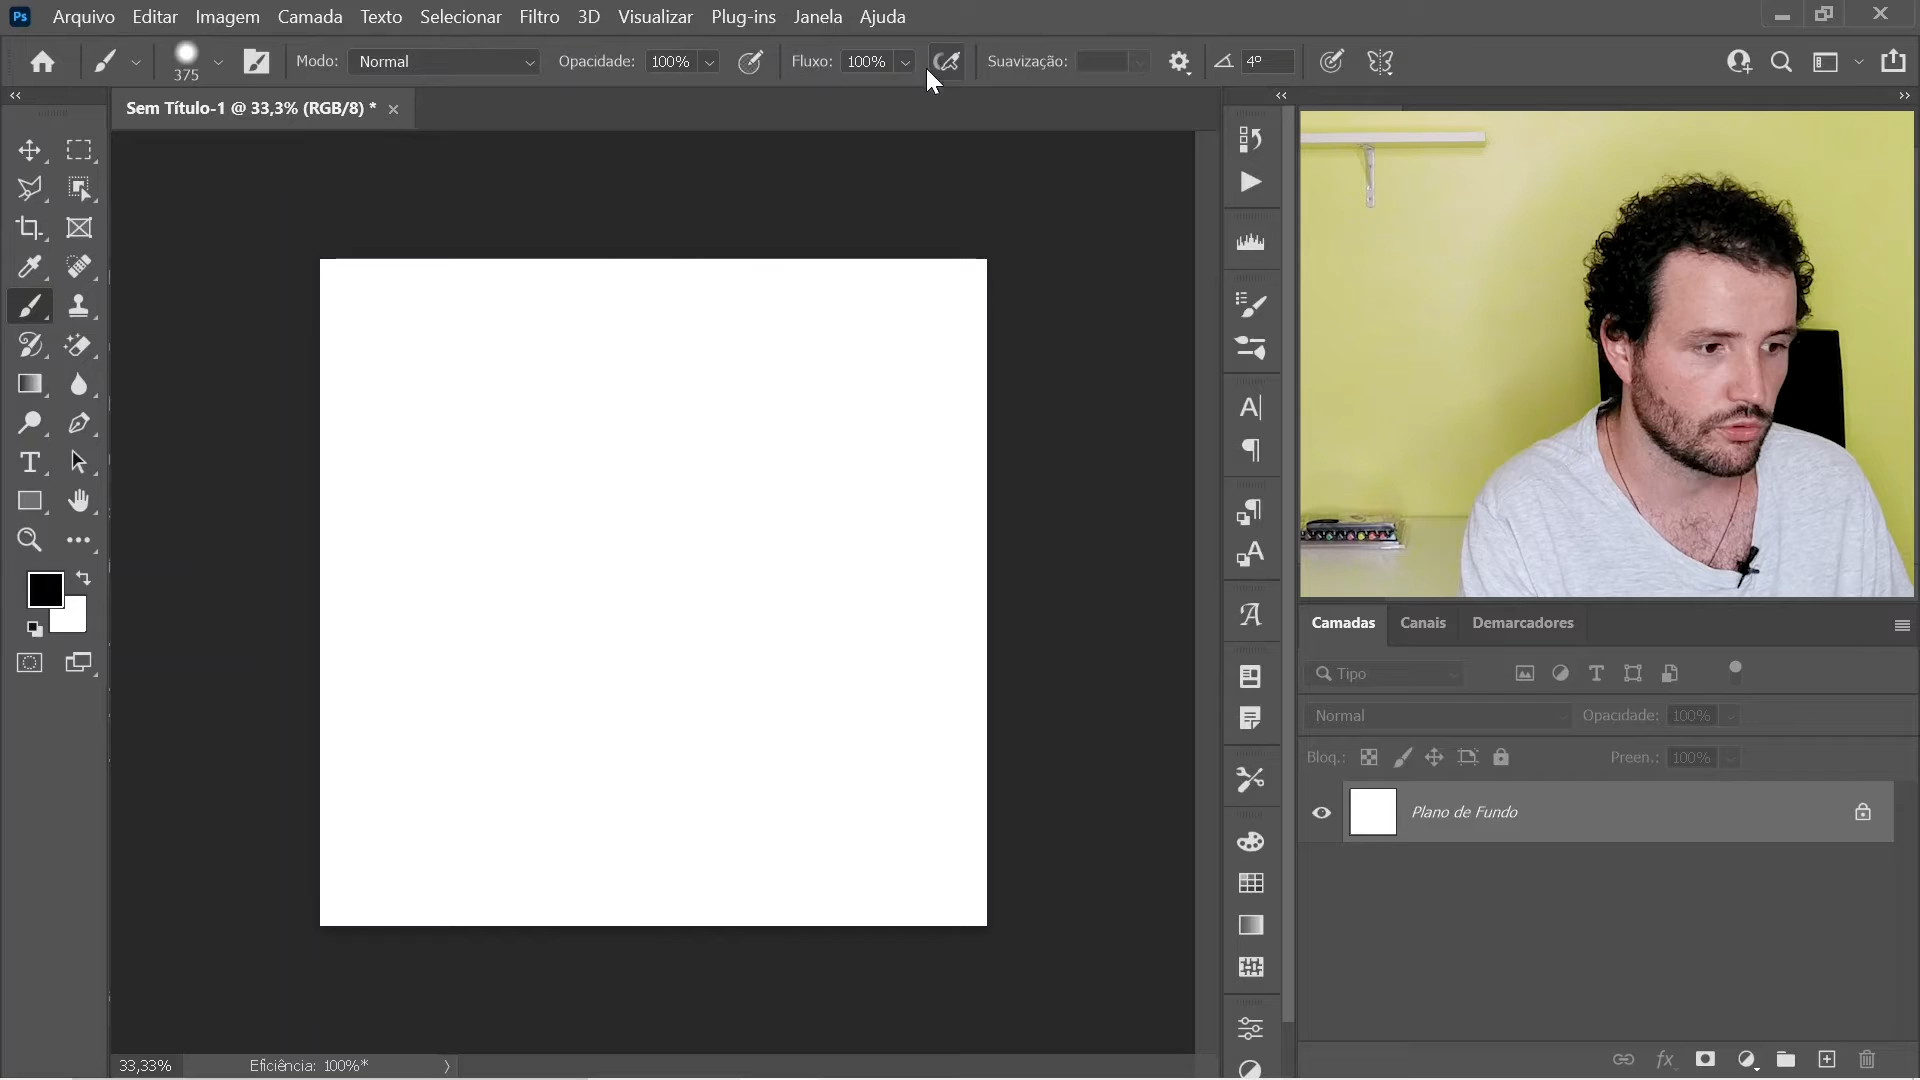 Ps Arquivo Editar Imagem Camada Texto Selecionar Filtro 3D Visualizar Plug-ins Janela Ajuda
375 Modo: Normal Opacidade: 100% Fluxo: 100% Suavização: 4º
Sem Título-1 @ 33,3% (RGB/8) *
Camadas Canais Demarcadores
Tipo
Normal Opacidade: 100%
Bloq.: Preen.: 100%
Plano de Fundo
33,33% Eficiência: 100%*